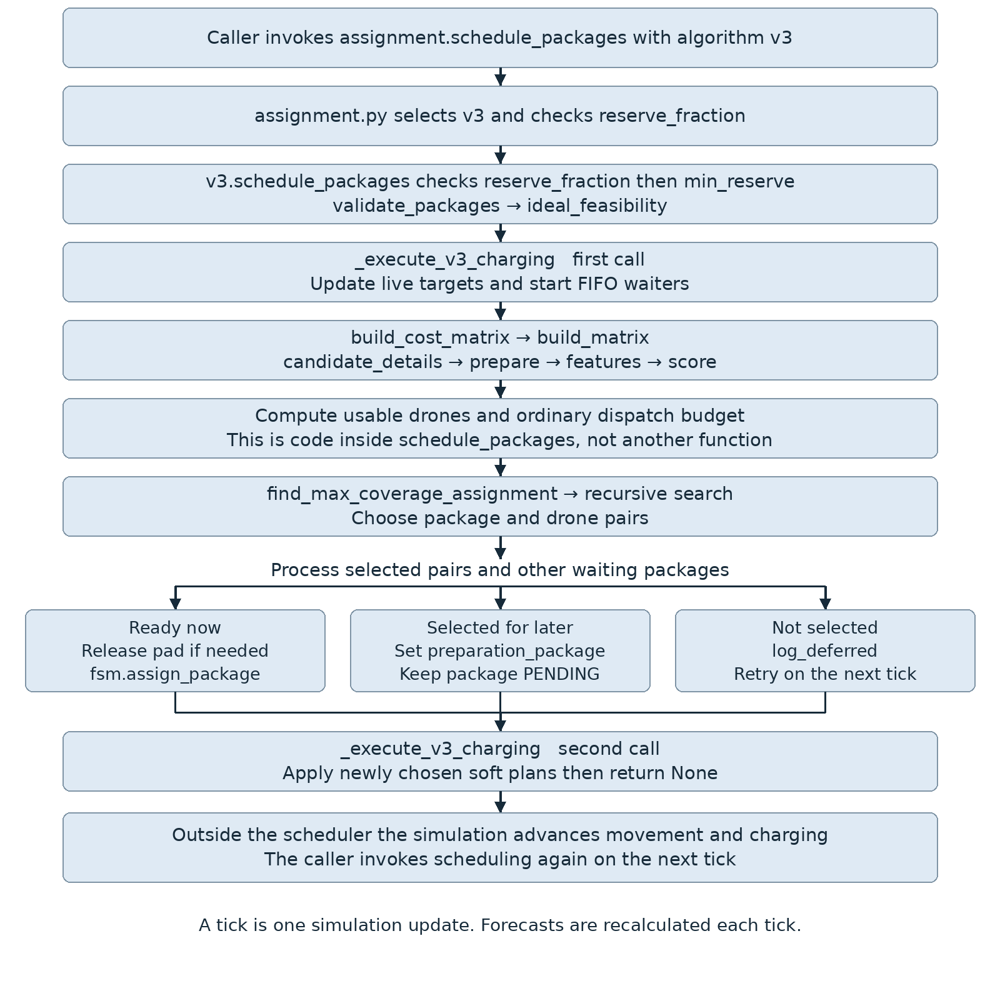 Caller invokes assignment.schedule_packages with algorithm v3
assignment.py selects v3 and checks reserve_fraction
v3.schedule_packages checks reserve_fraction then min_reserve
validate_packages → ideal_feasibility
_execute_v3_charging   first call
Update live targets and start FIFO waiters
build_cost_matrix → build_matrix
candidate_details → prepare → features → score
Compute usable drones and ordinary dispatch budget
This is code inside schedule_packages, not another function
find_max_coverage_assignment → recursive search
Choose package and drone pairs
Process selected pairs and other waiting packages
Ready now
Release pad if needed
fsm.assign_package
Selected for later
Set preparation_package
Keep package PENDING
Not selected
log_deferred
Retry on the next tick
_execute_v3_charging   second call
Apply newly chosen soft plans then return None
Outside the scheduler the simulation advances movement and charging
The caller invokes scheduling again on the next tick
A tick is one simulation update. Forecasts are recalculated each tick.